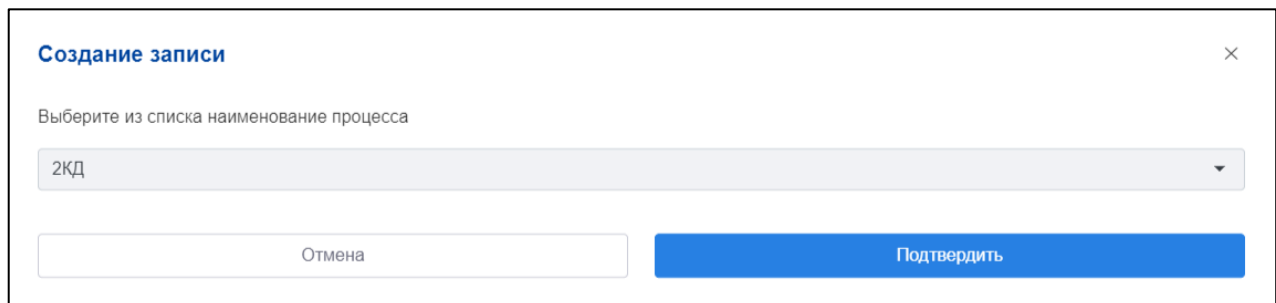 Создание записи
Выберите из списка наименование процесса
2КД
Отмена
Подтвердить